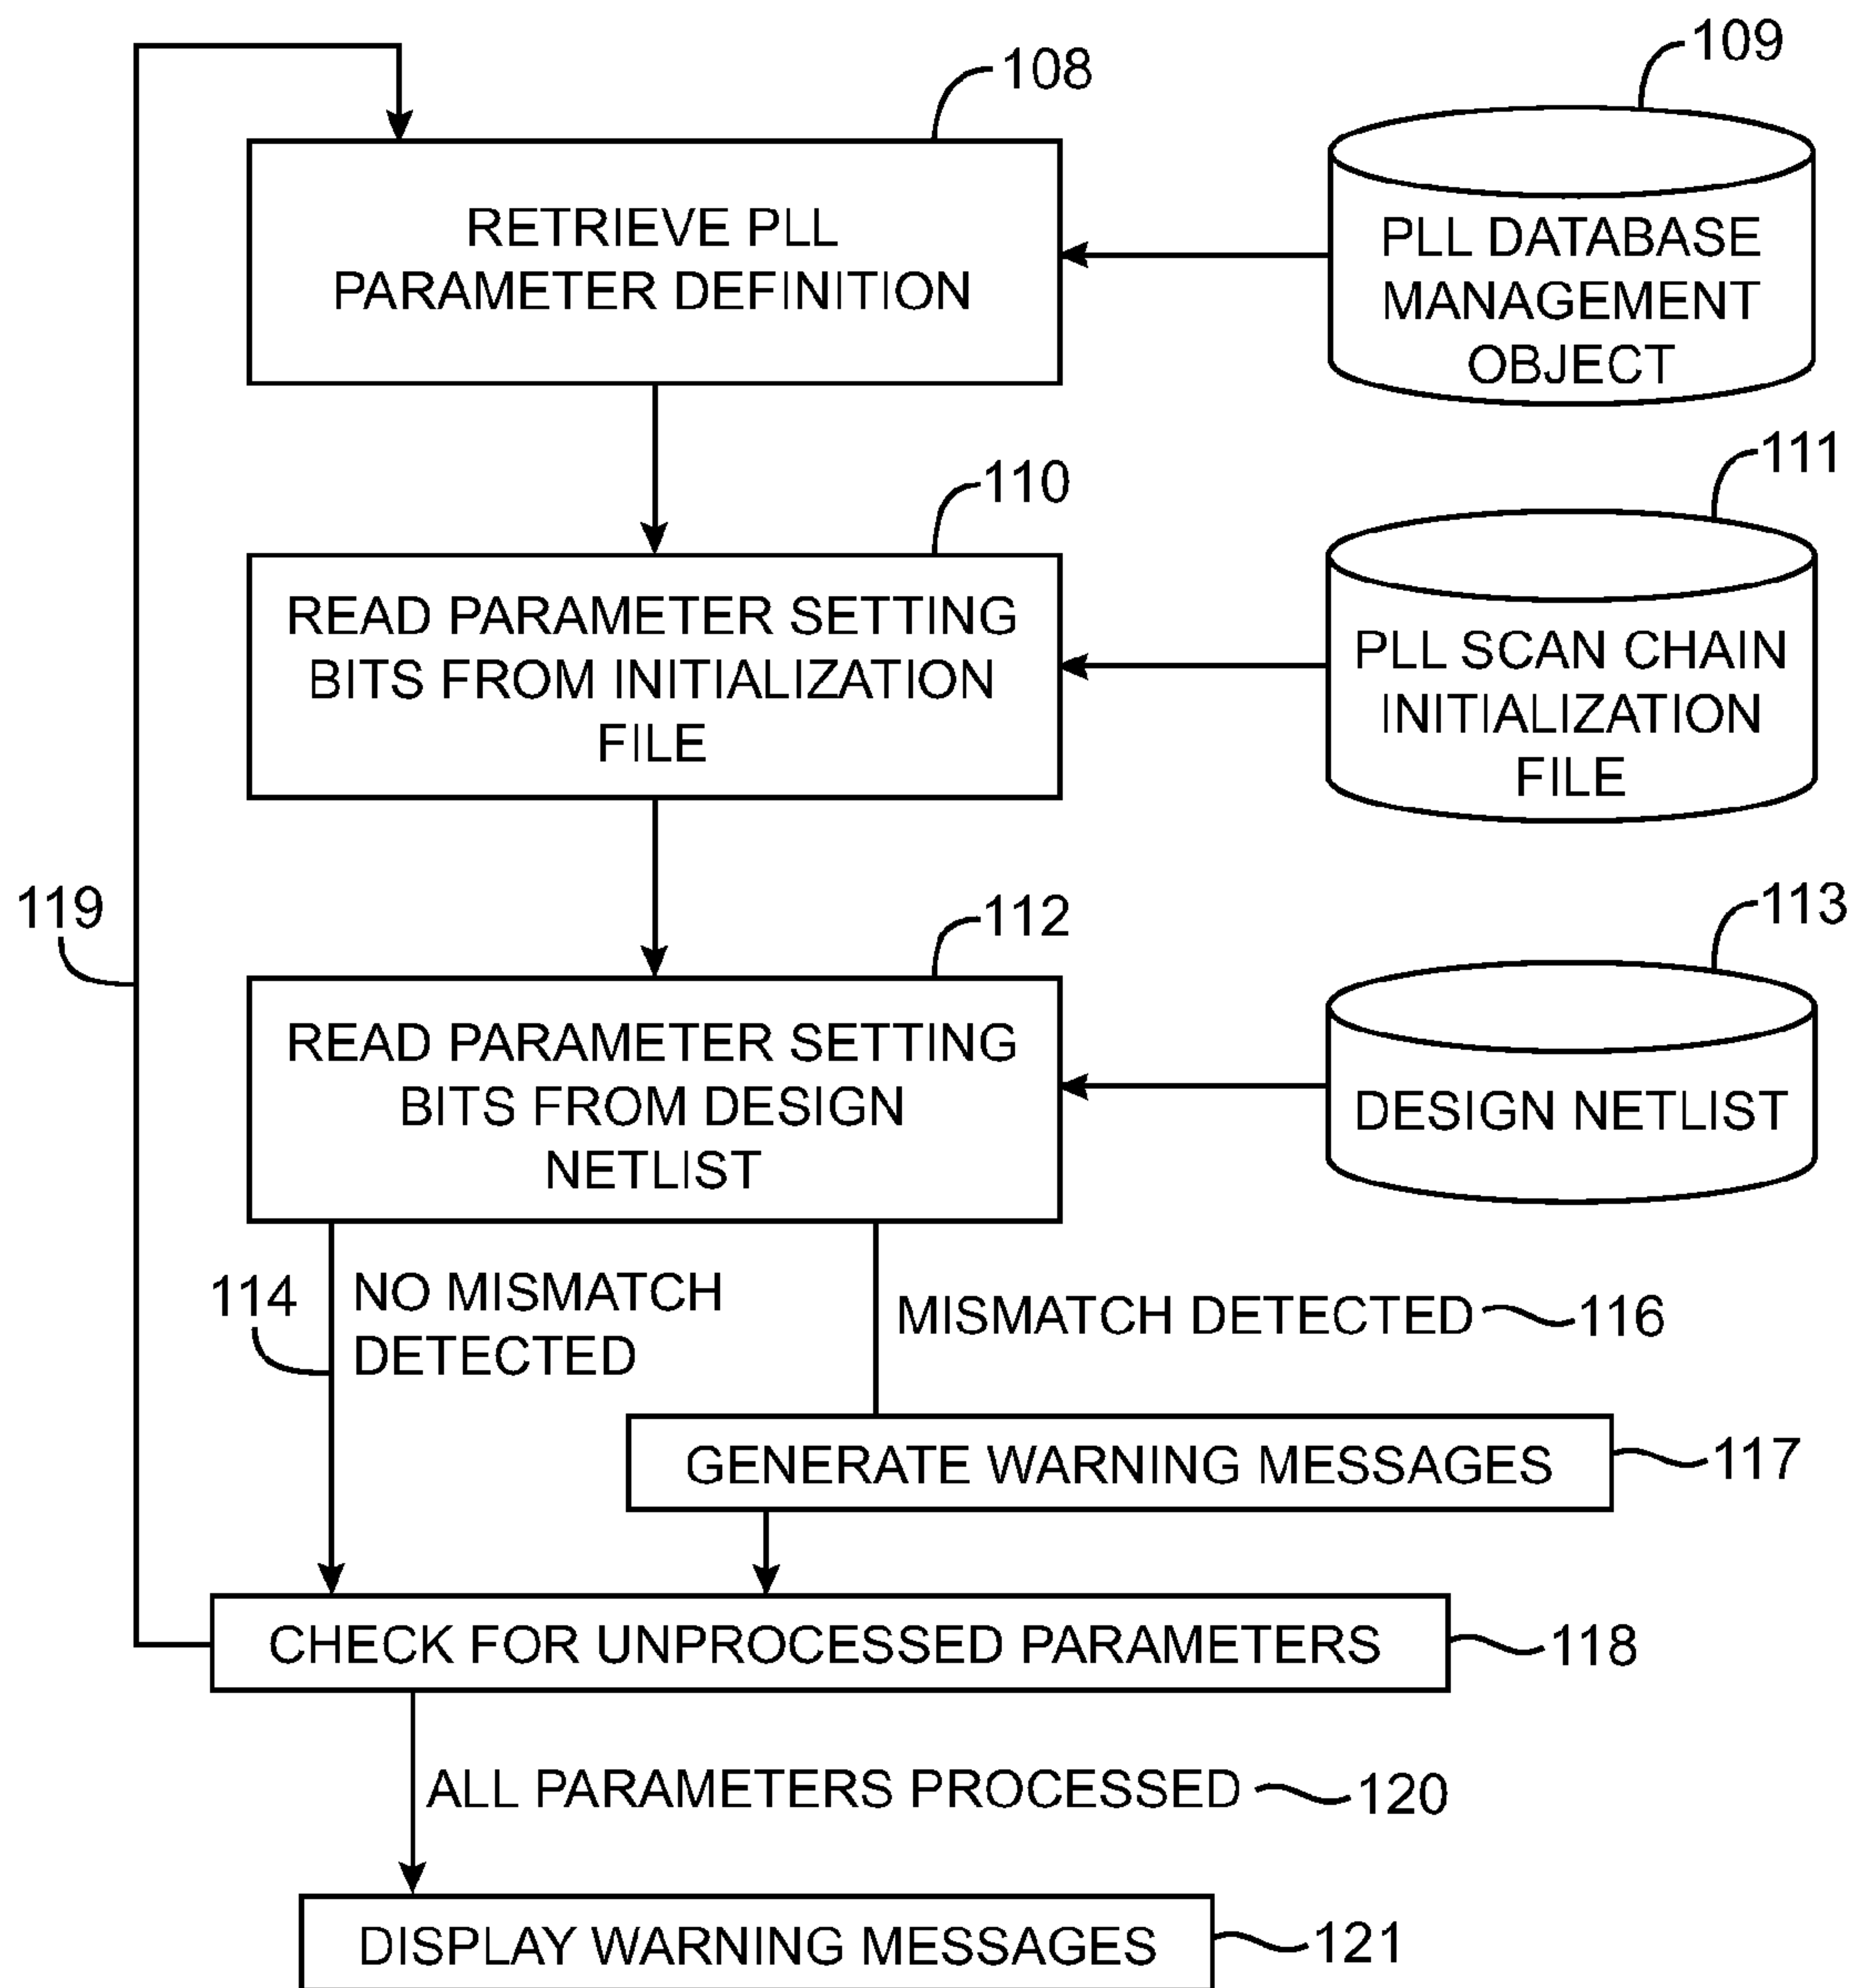 109
108
RETRIEVE PLL
PARAMETER DEFINITION
PLL DATABASE
MANAGEMENT
OBJECT
110
111
READ PARAMETER SETTING
BITS FROM INITIALIZATION
FILE
PLL SCAN CHAIN
INITIALIZATION
FILE
119
112
113
READ PARAMETER SETTING
BITS FROM DESIGN
NETLIST
DESIGN NETLIST
114
NO MISMATCH
DETECTED
MISMATCH DETECTED
116
GENERATE WARNING MESSAGES
117
CHECK FOR UNPROCESSED PARAMETERS
118
ALL PARAMETERS PROCESSED
120
DISPLAY WARNING MESSAGES
121